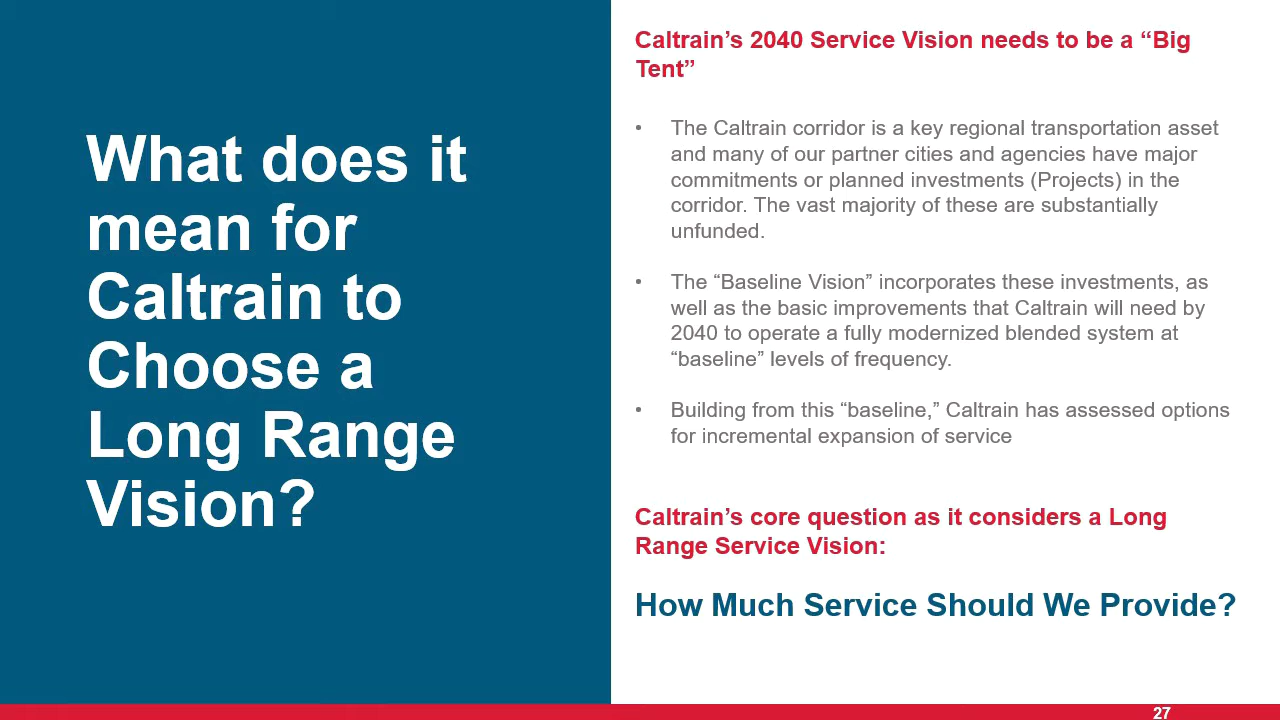 What does it
mean for
Caltrain to
Choose a
Long Range
Vision?
Caltrain’s 2040 Service Vision needs to be a “Big
Tent”
• The Caltrain corridor is a key regional transportation asset
and many of our partner cities and agencies have major
commitments or planned investments (Projects) in the
corridor. The vast majority of these are substantially
unfunded.
• The “Baseline Vision” incorporates these investments, as
well as the basic improvements that Caltrain will need by
2040 to operate a fully modernized blended system at
“baseline” levels of frequency.
• Building from this “baseline,” Caltrain has assessed options
for incremental expansion of service
Caltrain’s core question as it considers a Long
Range Service Vision:
How Much Service Should We Provide?
27